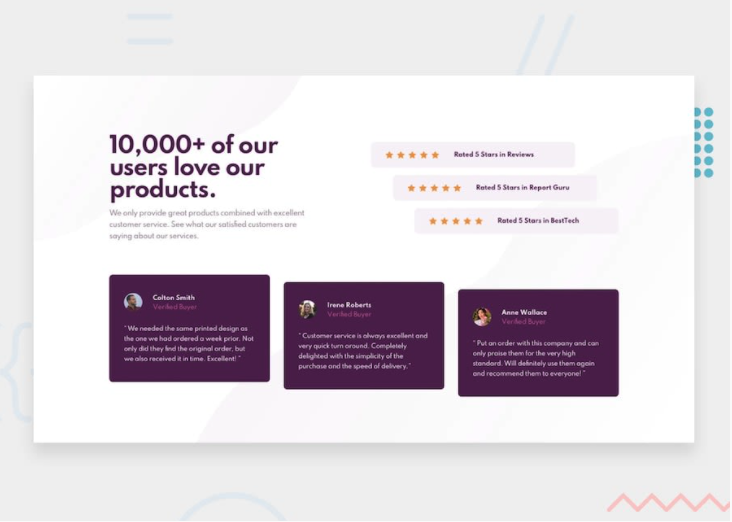 10,000+ of our
users love our
products.
We only provide great products combined with excellent
customer service. See what our satisfied customers are
saying about our services.
Rated 5 Stars in Reviews
Rated 5 Stars in Report Guru
Rated 5 Stars in BestTech
Colton Smith
Verified Buyer
" We needed the same printed design as
the one we had ordered a week prior. Not
only did they find the original order, but
we also received it in time. Excellent! "
Irene Roberts
Verified Buyer
" Customer service is always excellent and
very quick turn around. Completely
delighted with the simplicity of the
purchase and the speed of delivery. "
Anne Wallace
Verified Buyer
" Put an order with this company and can
only praise them for the very high
standard. Will definitely use them again
and recommend them to everyone! "